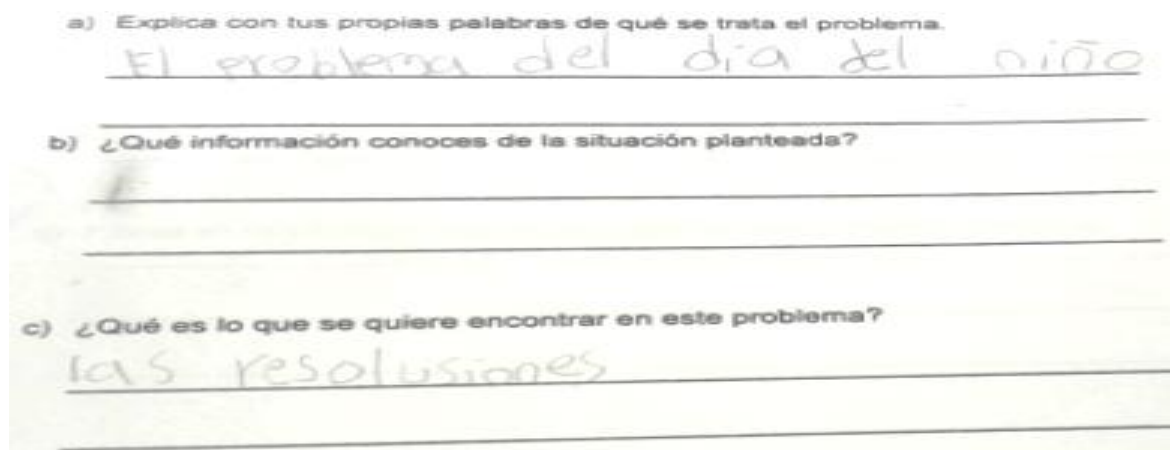 a) Explica con tus propias palabras de qué se trata el problema.
El problema del dia del niño
b) ¿Qué información conoces de la situación planteada?
c) ¿Qué es lo que se quiere encontrar en este problema?
las resolusiones